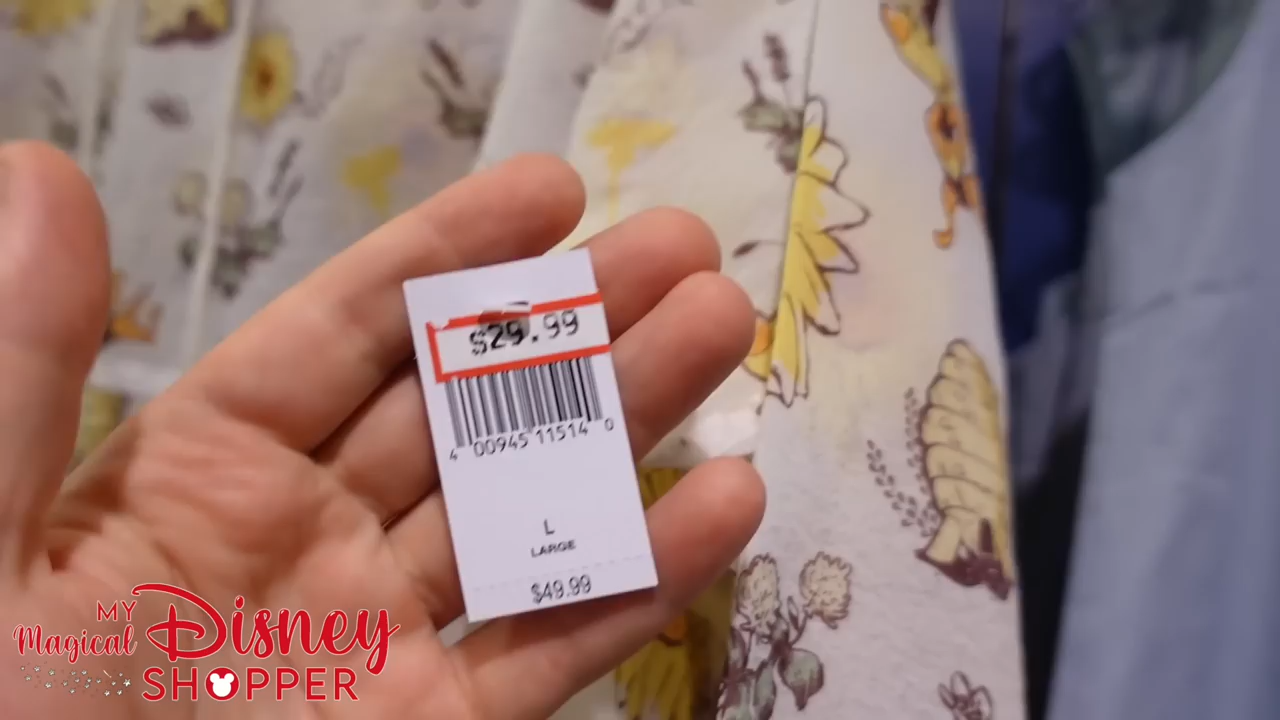 $29.99
4 00945 11514 0
L
LARGE
$49.99
MY
Magical Disney
SHOPPER